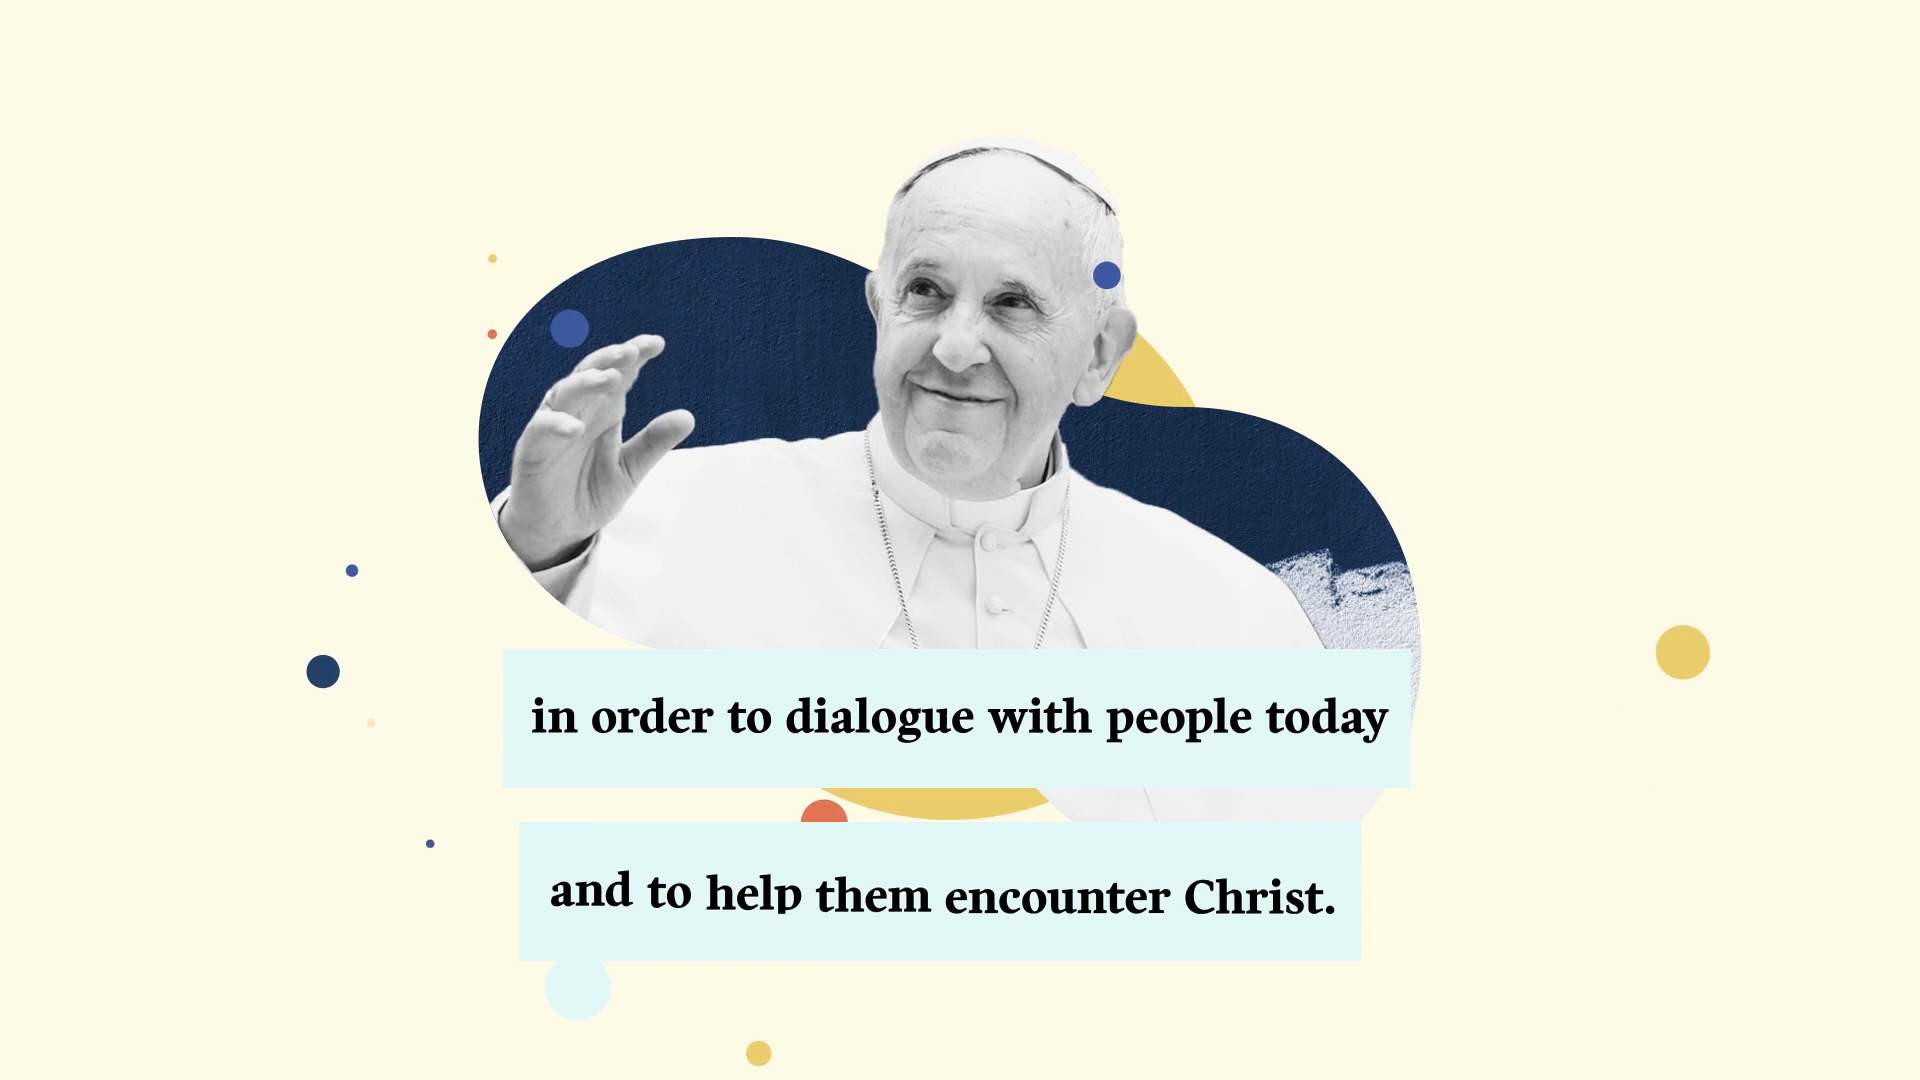 in order to dialogue with people today
and to help them encounter Christ.